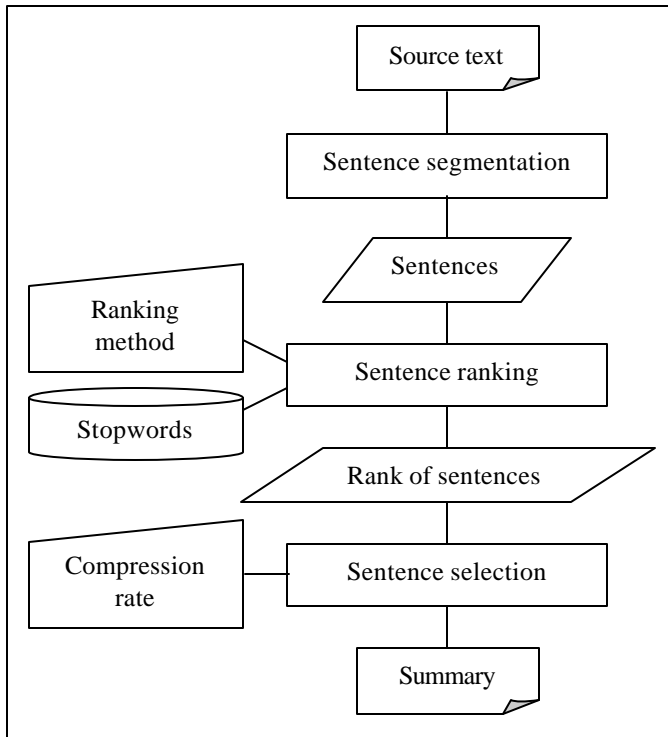 Source text
Sentence segmentation
Sentences
Ranking
method
Sentence ranking
Stopwords
Rank of sentences
Compression
rate
Sentence selection
Summary